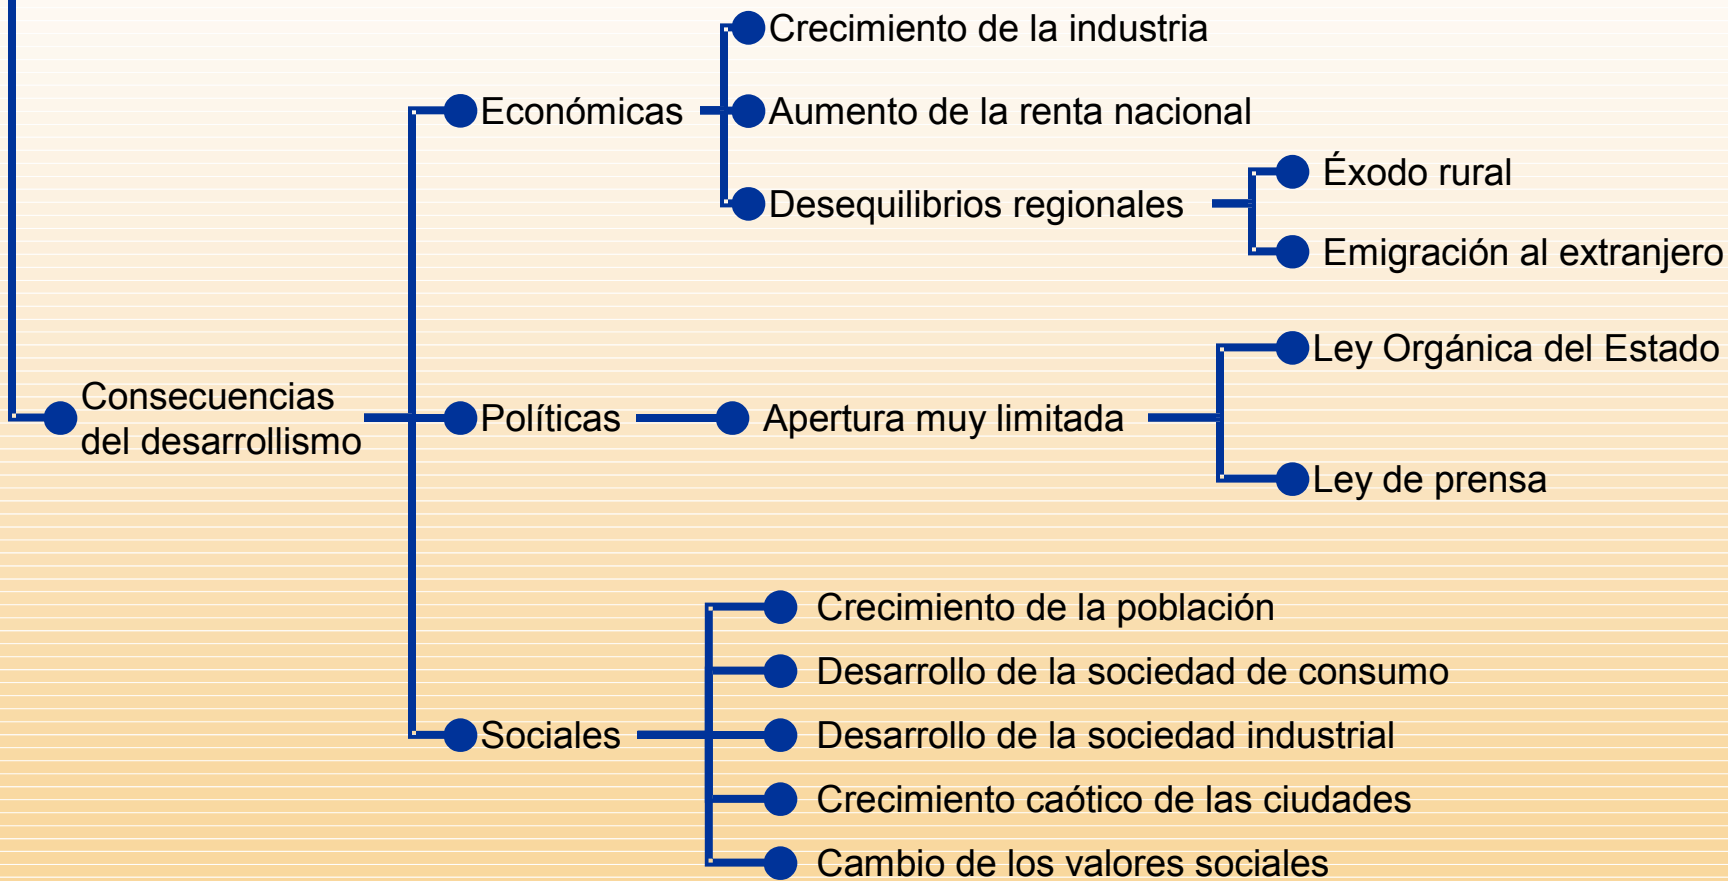 Crecimiento de la industria
Económicas
Aumento de la renta nacional
Desequilibrios regionales
Éxodo rural
Emigración al extranjero
Consecuencias
del desarrollismo
Políticas
Apertura muy limitada
Ley Orgánica del Estado
Ley de prensa
Sociales
Crecimiento de la población
Desarrollo de la sociedad de consumo
Desarrollo de la sociedad industrial
Crecimiento caótico de las ciudades
Cambio de los valores sociales